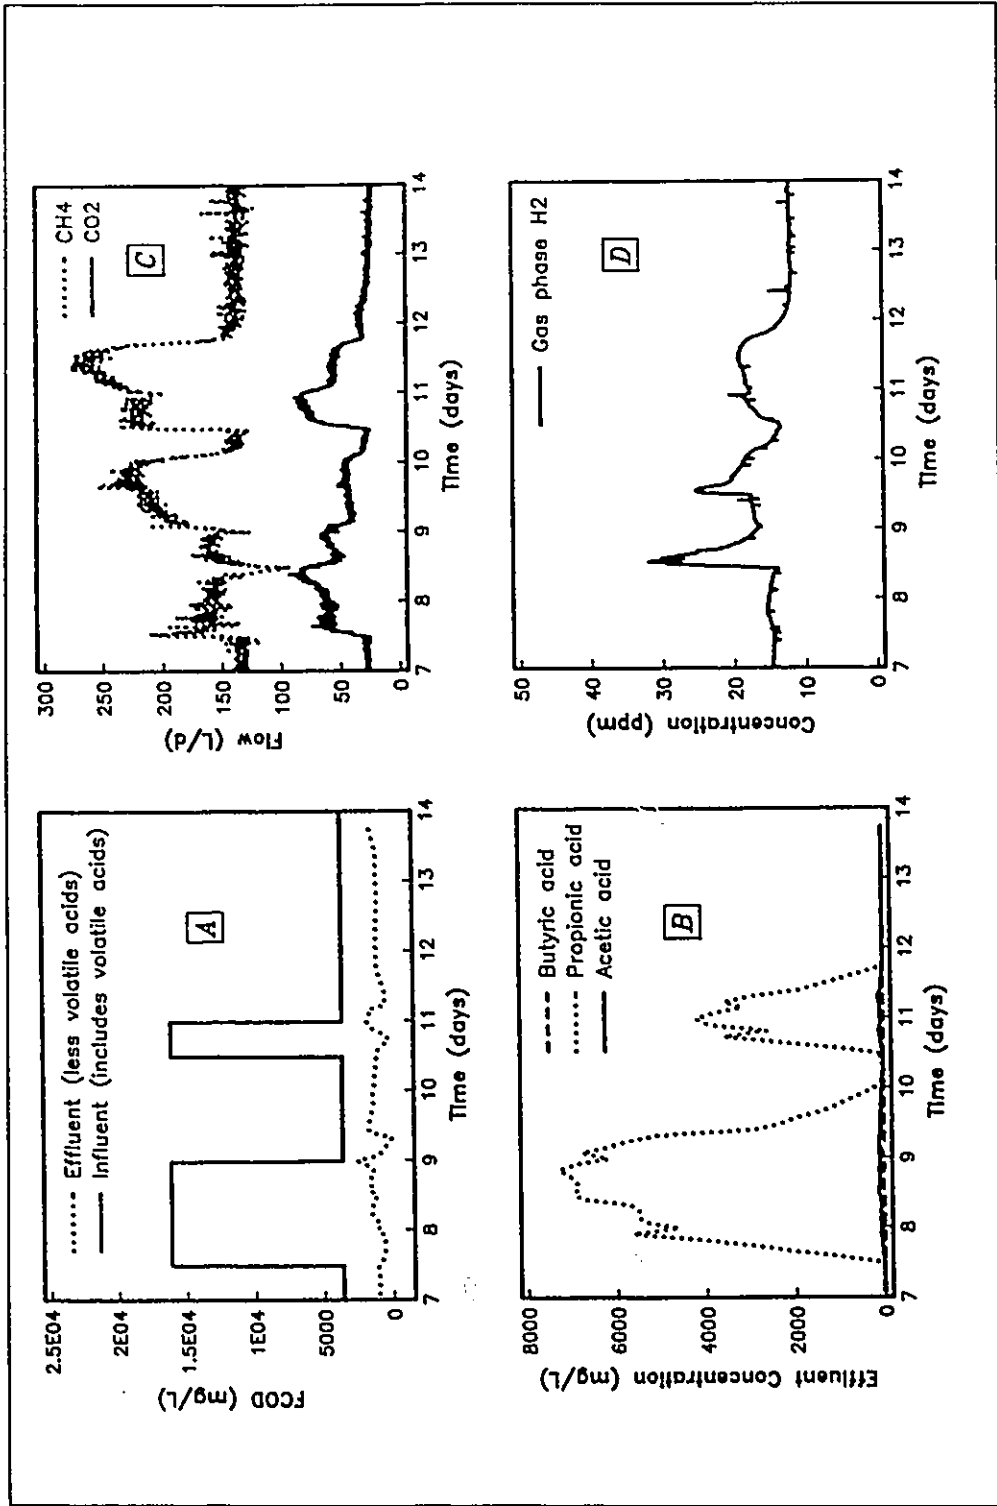 2.5E04
2E04
1.5E04
1E04
5000
0
FCOD (mg/L)
Effluent (less volatile acids)
Influent (includes volatile acids)
A
7 8 9 10 11 12 13 14
Time (days)
300
250
200
150
100
50
0
Flow (L/d)
CH4
CO2
C
7 8 9 10 11 12 13 14
Time (days)
8000
6000
4000
2000
0
Effluent Concentration (mg/L)
Butyric acid
Propionic acid
Acetic acid
B
7 8 9 10 11 12 13 14
Time (days)
50
40
30
20
10
0
Concentration (ppm)
Gas phase H2
D
7 8 9 10 11 12 13 14
Time (days)